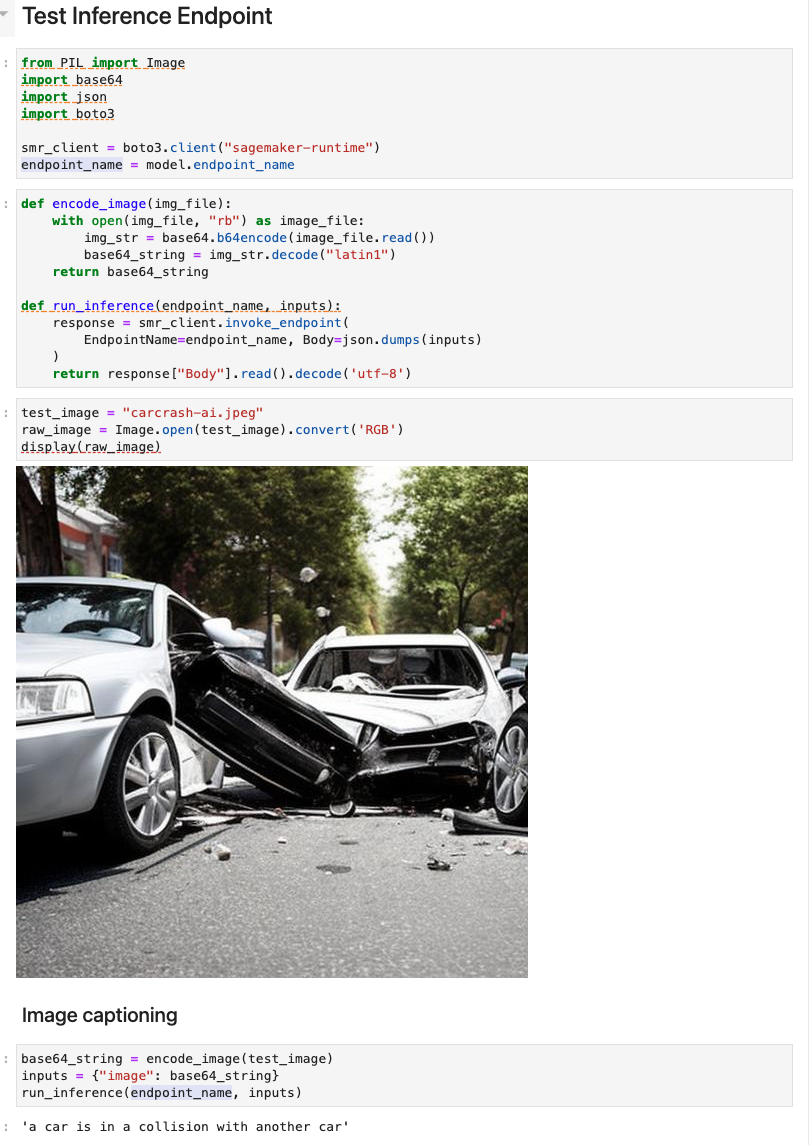 Test Inference Endpoint
from PIL import Image
import base64
import json
import boto3
smr_client = boto3.client("sagemaker-runtime")
endpoint_name = model.endpoint_name
def encode_image(img_file):
    with open(img_file, "rb") as image_file:
        img_str = base64.b64encode(image_file.read())
        base64_string = img_str.decode("latin1")
    return base64_string
def run_inference(endpoint_name, inputs):
    response = smr_client.invoke_endpoint(
        EndpointName=endpoint_name, Body=json.dumps(inputs)
    )
    return response["Body"].read().decode('utf-8')
test_image = "carcrash-ai.jpeg"
raw_image = Image.open(test_image).convert('RGB')
display(raw_image)
Image captioning
base64_string = encode_image(test_image)
inputs = {"image": base64_string}
run_inference(endpoint_name, inputs)
'a car is in a collision with another car'